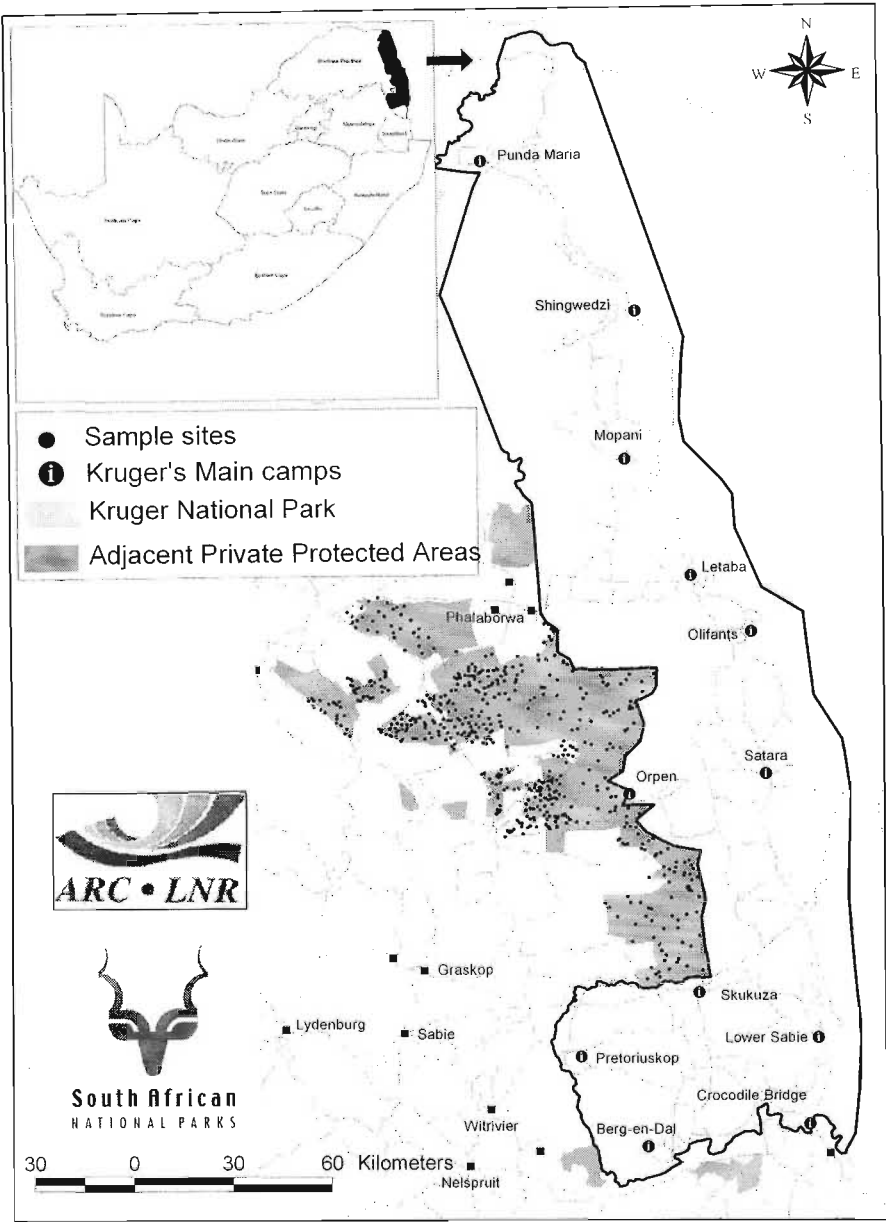 N
W E
S
Punda Maria
Shingwedzi
Mopani
Sample sites
Kruger's Main camps
Kruger National Park
Adjacent Private Protected Areas
Letaba
Phalaborwa
Olifants
Satara
Orpen
ARC • LNR
Graskop
Skukuza
Lydenburg
Sabie
Lower Sabie
Pretoriuskop
South African
NATIONAL PARKS
Crocodile Bridge
Witrivier
Berg-en-Dal
30 0 30 60 Kilometers
Nelspruit